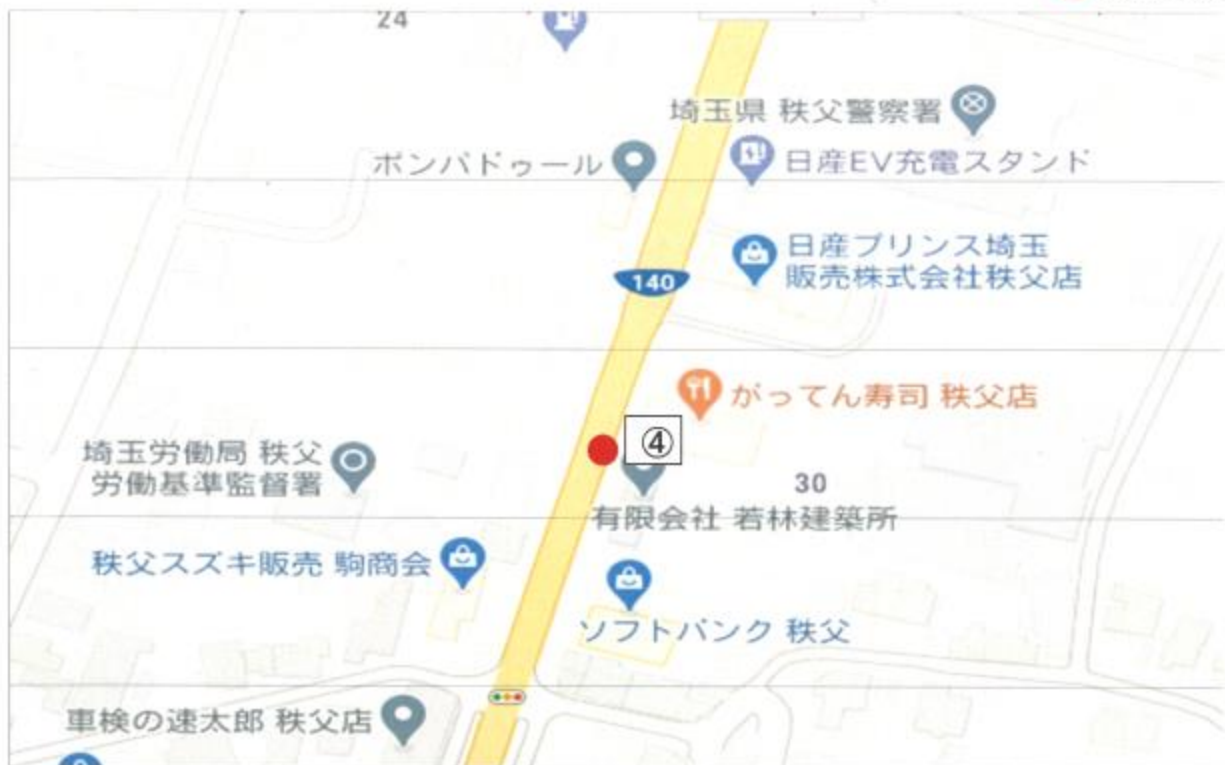 24
埼玉県 秩父警察署
ボンパドゥール
日産EV充電スタンド
日産プリンス埼玉
販売株式会社秩父店
140
がってん寿司 秩父店
④
埼玉労働局 秩父
労働基準監督署
30
有限会社 若林建築所
秩父スズキ販売 駒商会
ソフトバンク 秩父
車検の速太郎 秩父店